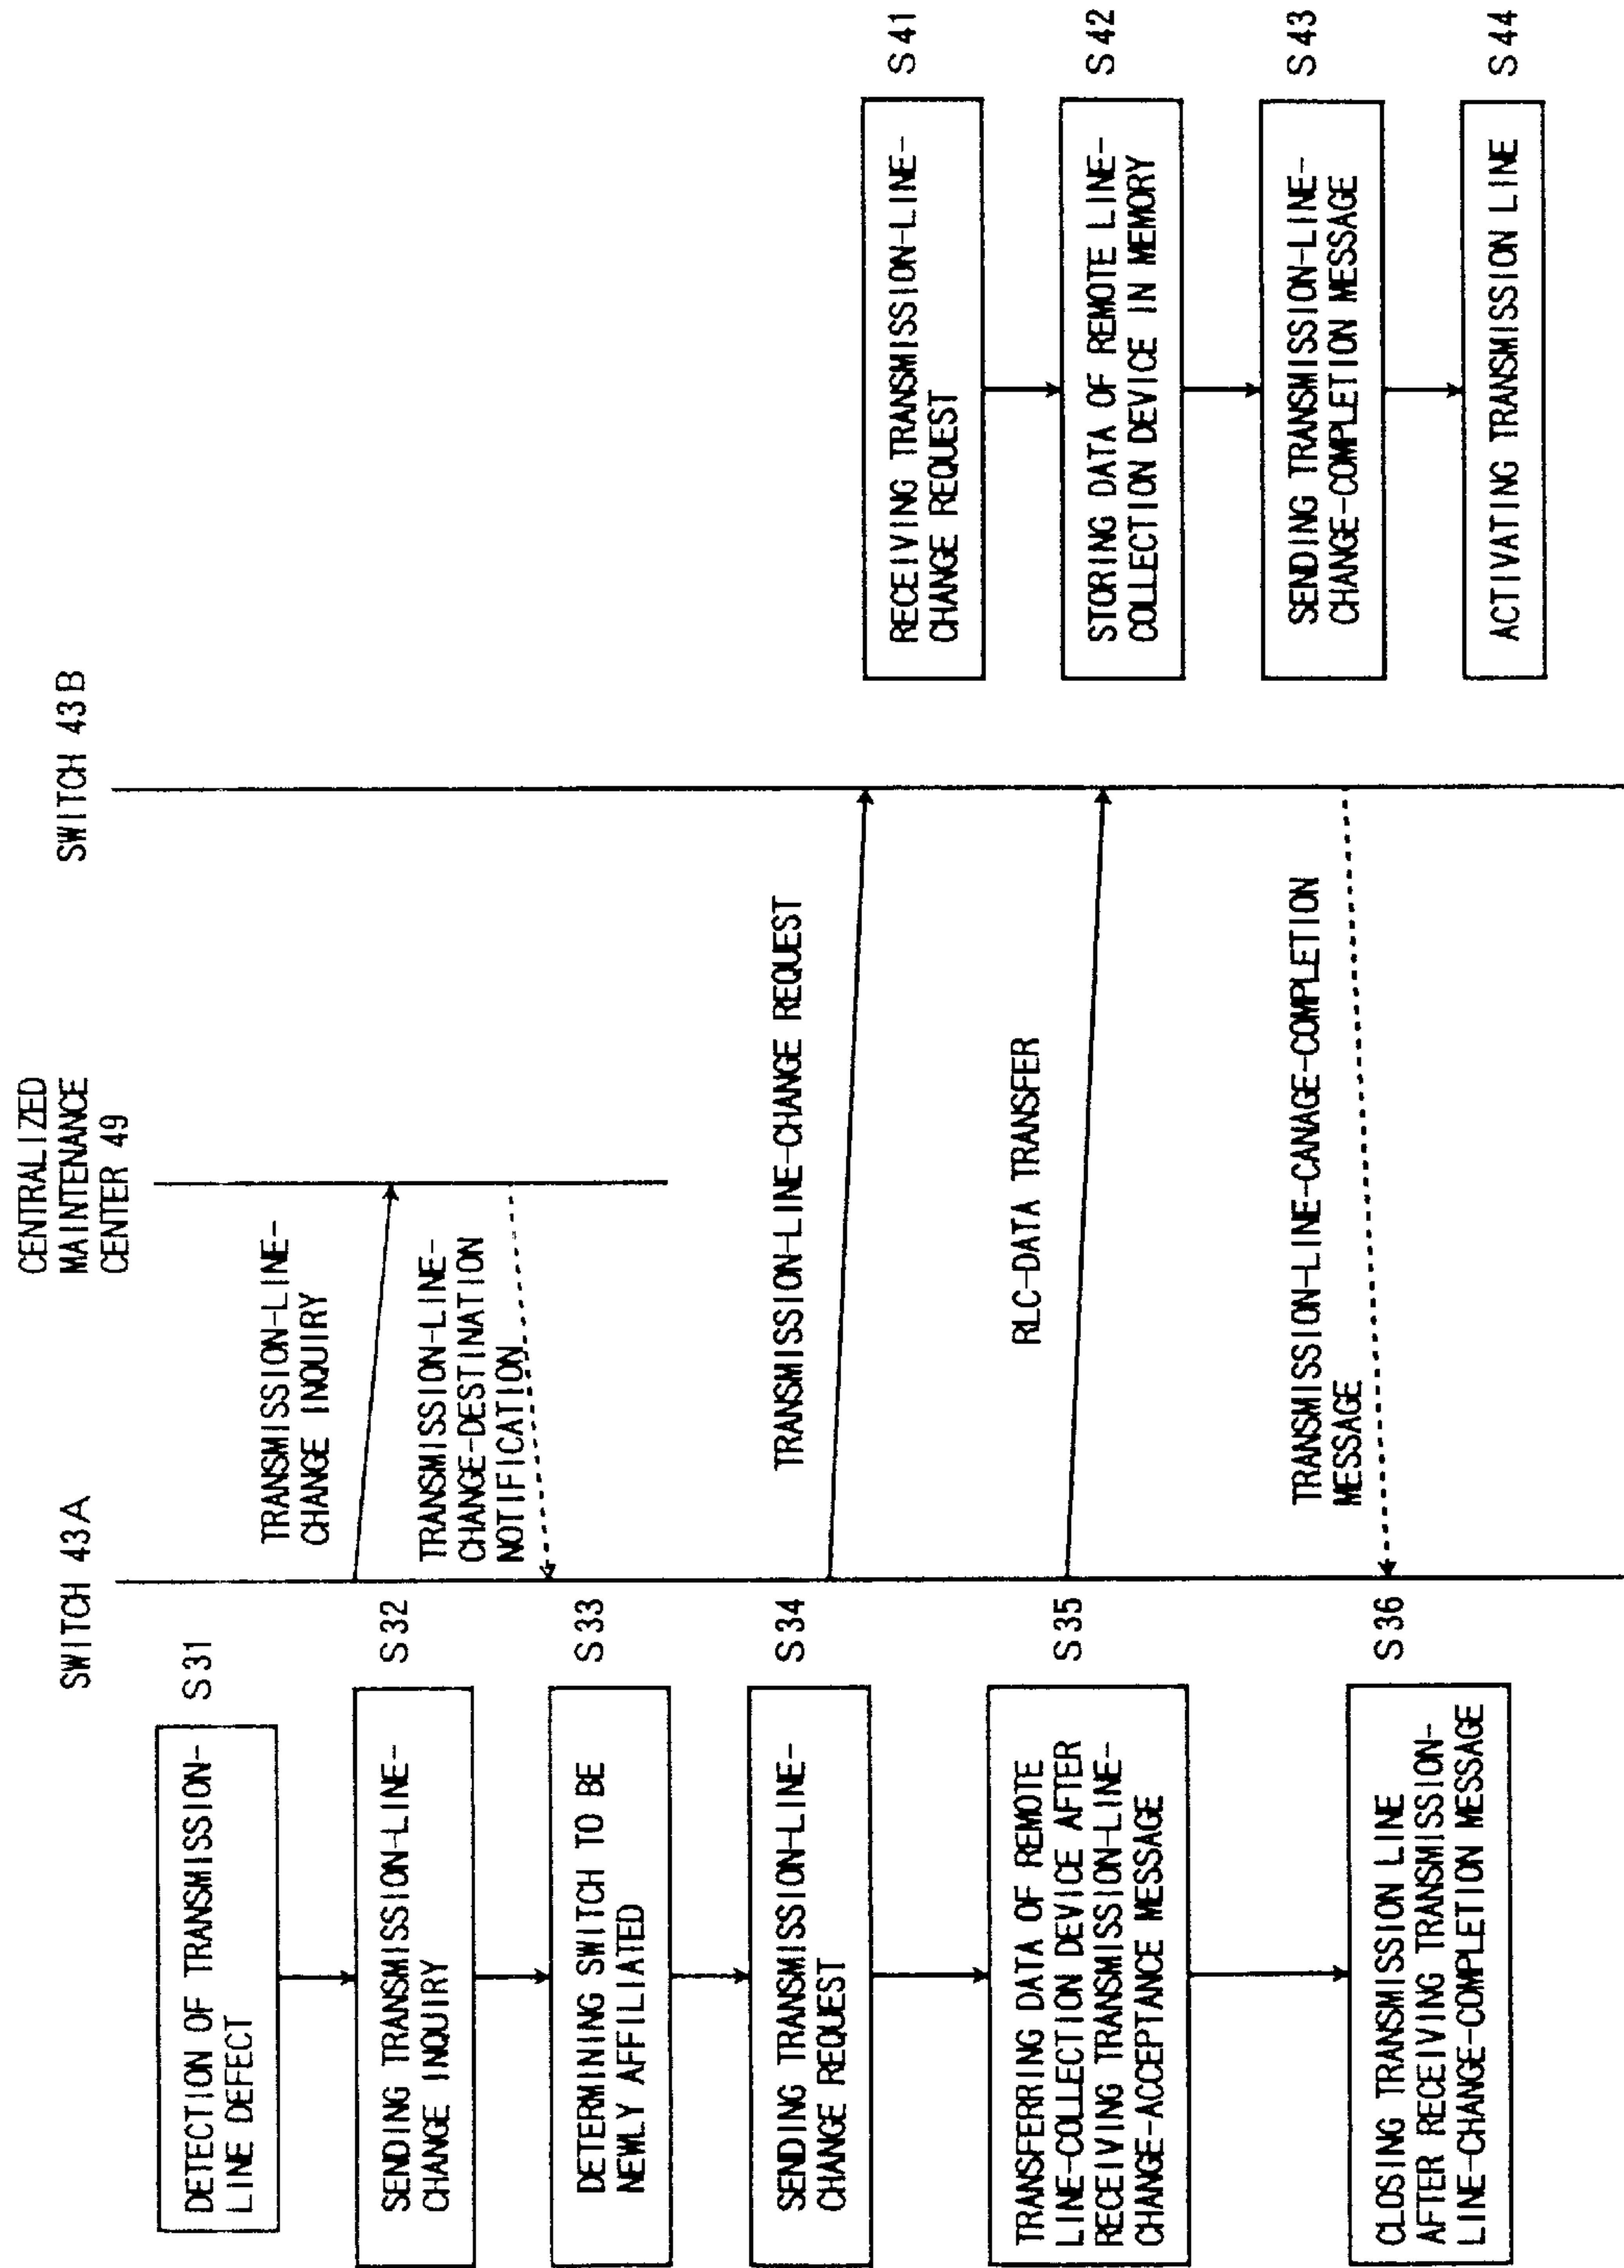 SWITCH 43A
CENTRALIZED
MAINTENANCE
CENTER 49
SWITCH 43B
DETECTION OF TRANSMISSION-
LINE DEFECT
S31
SENDING TRANSMISSION-LINE-
CHANGE INQUIRY
S32
TRANSMISSION-LINE-
CHANGE INQUIRY
TRANSMISSION-LINE-
CHANGE-DESTINATION
NOTIFICATION
DETERMINING SWITCH TO BE
NEWLY AFFILIATED
S33
SENDING TRANSMISSION-LINE-
CHANGE REQUEST
S34
TRANSMISSION-LINE-CHANGE REQUEST
RECEIVING TRANSMISSION-LINE-
CHANGE REQUEST
S41
TRANSFERRING DATA OF REMOTE
LINE-COLLECTION DEVICE AFTER
RECEIVING TRANSMISSION-LINE-
CHANGE-ACCEPTANCE MESSAGE
S35
RLC-DATA TRANSFER
STORING DATA OF REMOTE LINE-
COLLECTION DEVICE IN MEMORY
S42
SENDING TRANSMISSION-LINE-
CHANGE-COMPLETION MESSAGE
S43
TRANSMISSION-LINE-CANAGE-COMPLETION
MESSAGE
CLOSING TRANSMISSION LINE
AFTER RECEIVING TRANSMISSION-
LINE-CHANGE-COMPLETION MESSAGE
S36
ACTIVATING TRANSMISSION LINE
S44